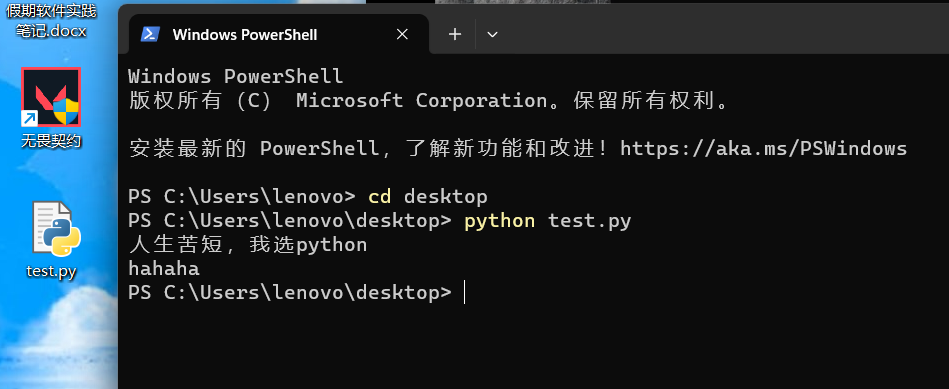 假期软件实践
笔记.docx
无畏契约
test.py
Windows PowerShell
Windows PowerShell
版权所有（C） Microsoft Corporation。保留所有权利。
安装最新的 PowerShell，了解新功能和改进！https://aka.ms/PSWindows
PS C:\Users\lenovo> cd desktop
PS C:\Users\lenovo\desktop> python test.py
人生苦短，我选python
hahaha
PS C:\Users\lenovo\desktop>